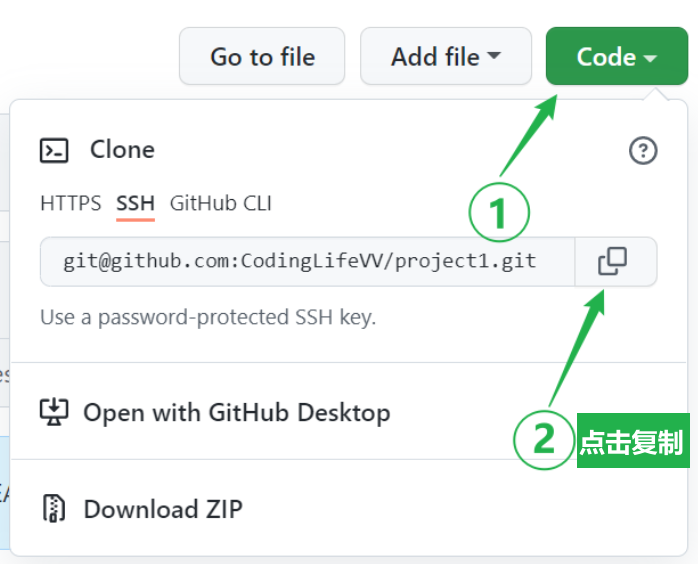 Go to file
Add file
Code
Clone
1
HTTPS SSH GitHub CLI
git@github.com:CodingLifeVV/project1.git
Use a password-protected SSH key.
Open with GitHub Desktop
2 点击复制
Download ZIP